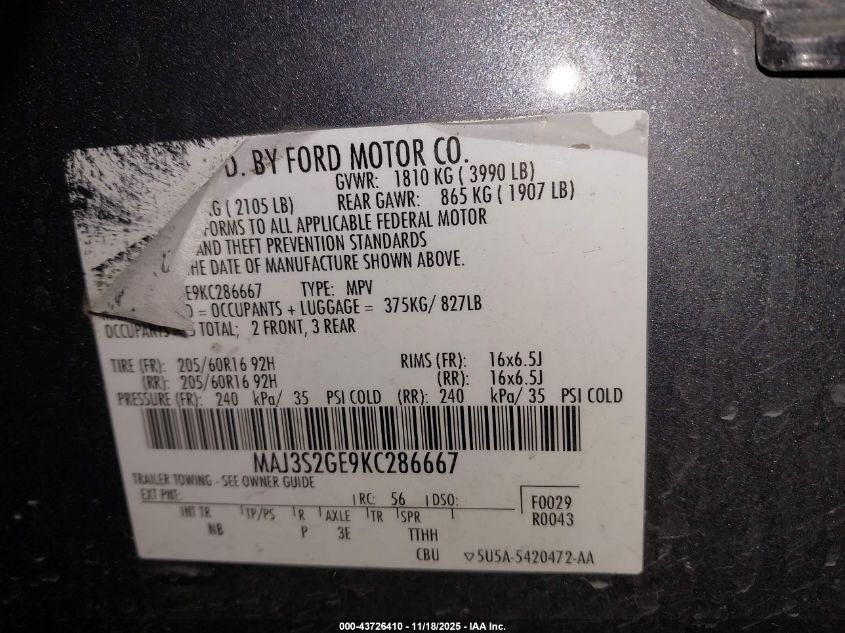 D. BY FORD MOTOR CO.
GVWR: 1810 KG ( 3990 LB)
KG ( 2105 LB) REAR GAWR: 865 KG ( 1907 LB)
FORMS TO ALL APPLICABLE FEDERAL MOTOR
AND THEFT PREVENTION STANDARDS
HE DATE OF MANUFACTURE SHOWN ABOVE.
E9KC286667 TYPE: MPV
= OCCUPANTS + LUGGAGE = 375KG/ 827LB
OCCUPANTS = 5 TOTAL; 2 FRONT, 3 REAR
TIRE (FR): 205/60R16 92H RIMS (FR): 16x6.5J
(RR): 205/60R16 92H (RR): 16x6.5J
PRESSURE (FR): 240 kPa/ 35 PSI COLD (RR): 240 kPa/ 35 PSI COLD
MAJ3S2GE9KC286667
TRAILER TOWING - SEE OWNER GUIDE
EXT PNT: RC: 56 DSO: F0029
INT TR TP/PS R AXLE TR SPR R0043
NB P 3E TTHH
CBU ▽5U5A-5420472-AA
000-43726410 - 11/18/2025 - IAA Inc.